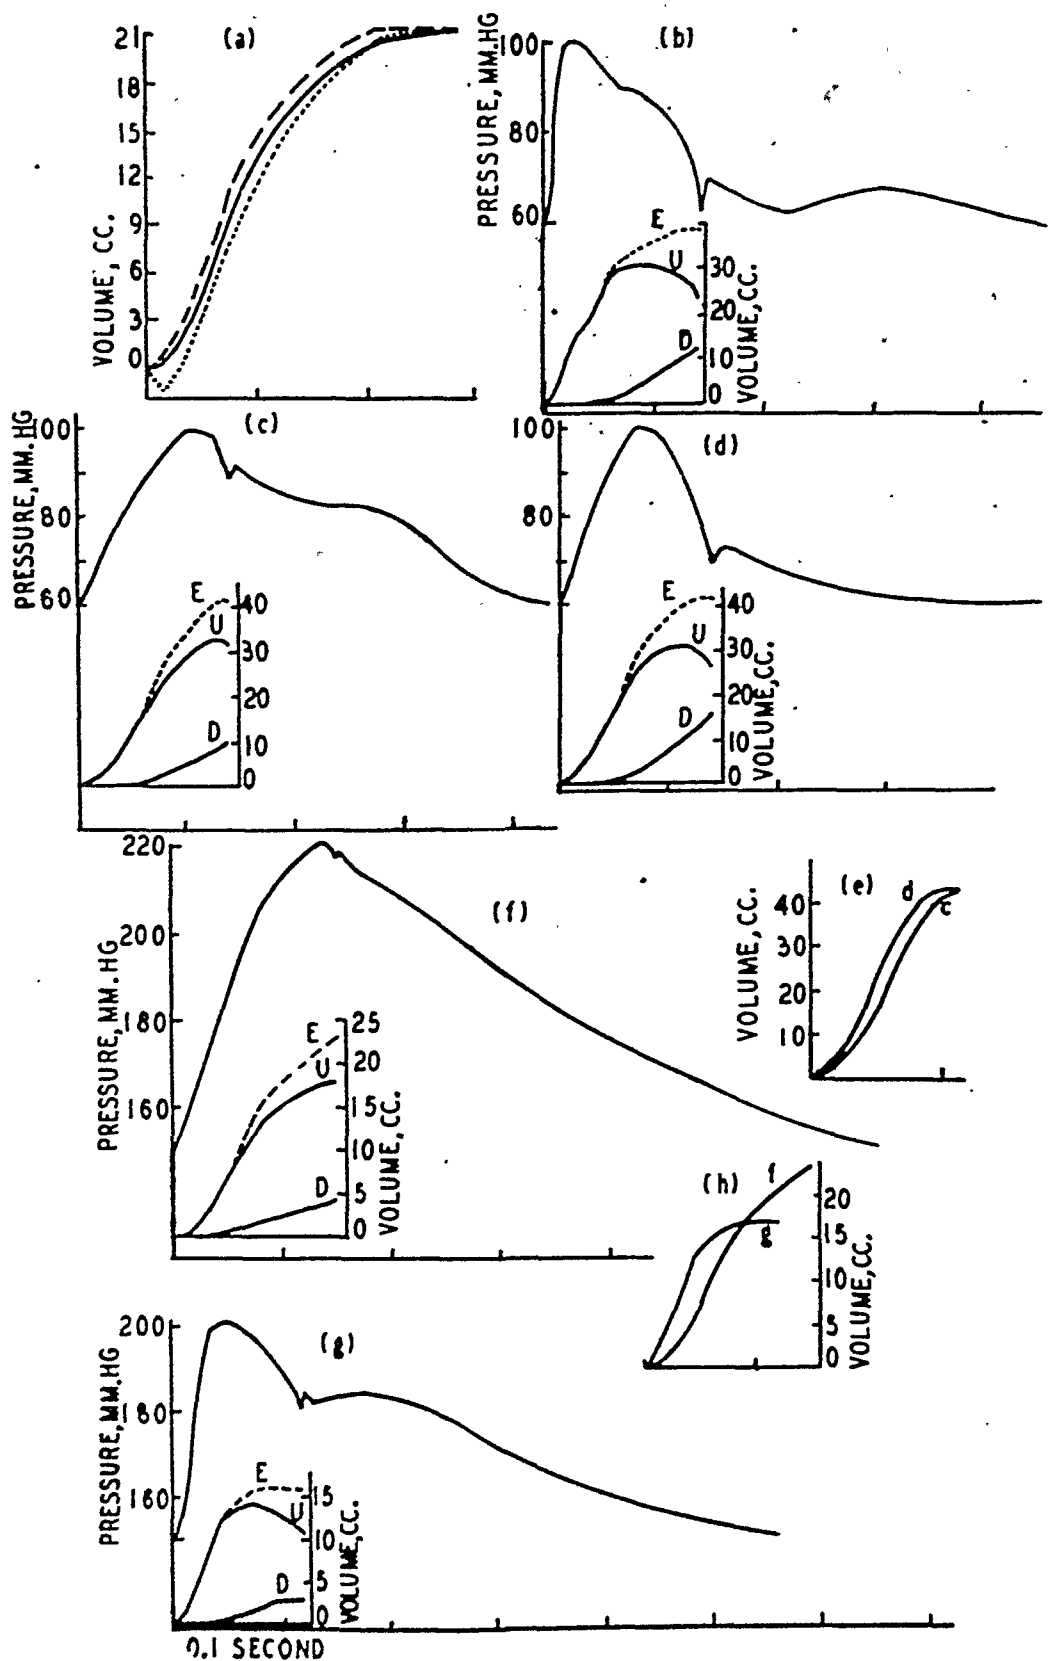 (a)
21
18
15
12
9
6
3
0
VOLUME, CC.
(b)
100
80
60
PRESSURE, MM.HG
E
U
D
30
20
10
0
VOLUME, CC.
(c)
100
80
60
PRESSURE, MM.HG
E
U
D
40
30
20
10
0
(d)
100
80
E
U
D
40
30
20
10
0
VOLUME, CC.
(f)
220
200
180
160
PRESSURE, MM.HG
E
U
D
25
20
15
10
5
0
VOLUME, CC.
(e)
d
c
40
30
20
10
VOLUME, CC.
(h)
f
g
20
15
10
5
0
VOLUME, CC.
(g)
200
180
160
PRESSURE, MM.HG
E
U
D
15
10
5
0
VOLUME, CC.
0.1 SECOND